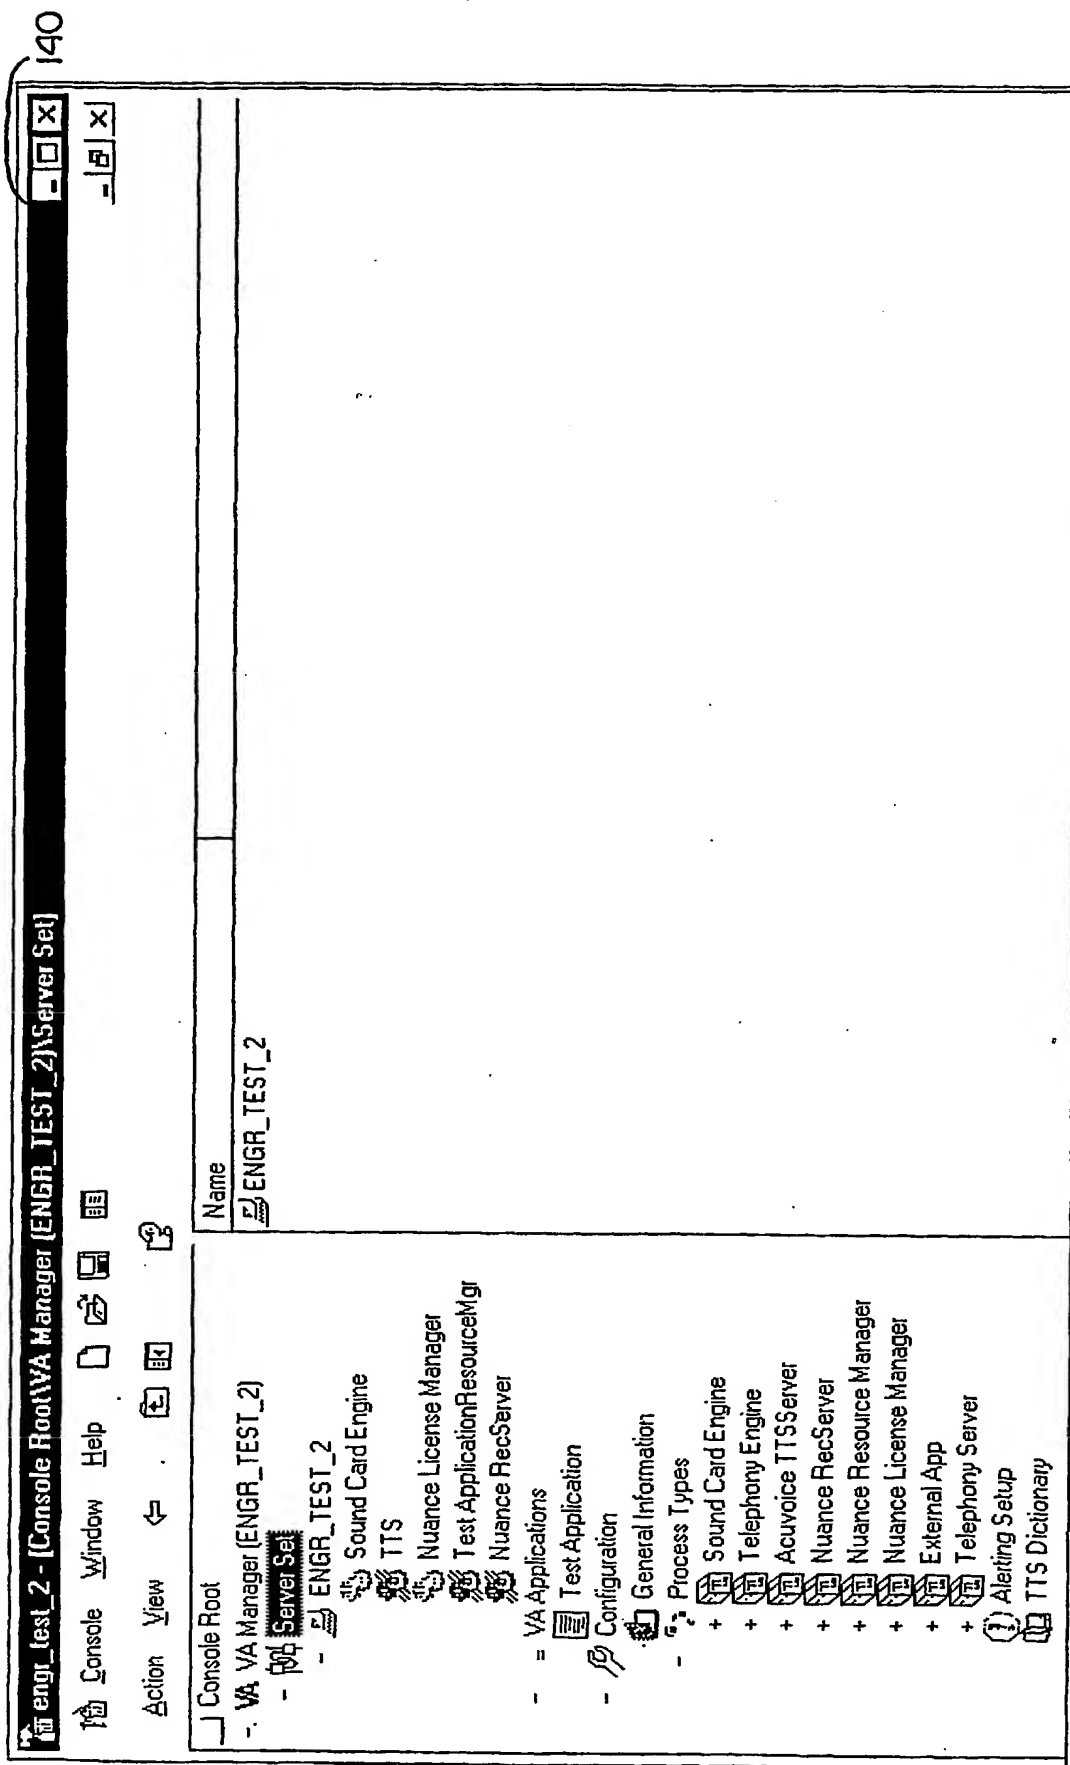 140
engr_test_2 - [Console Root\VA Manager (ENGR_TEST_2)\Server Set]
Console Window Help
Action View
Console Root
VA VA Manager (ENGR_TEST_2)
Server Set
ENGR_TEST_2
Sound Card Engine
TTS
Nuance License Manager
Test ApplicationResourceMgr
Nuance RecServer
VA Applications
Test Application
Configuration
General Information
Process Types
+ Sound Card Engine
+ Telephony Engine
+ Acuvoice TTSServer
+ Nuance RecServer
+ Nuance Resource Manager
+ Nuance License Manager
+ External App
+ Telephony Server
Alerting Setup
TTS Dictionary
Name
ENGR_TEST_2